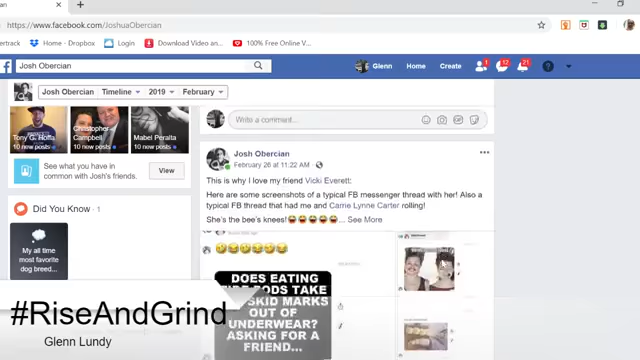 https://www.facebook.com/JoshuaObercian
Home - Dropbox
Login
Download Video an...
100% Free Online V...
Josh Obercian
Glenn
Home
Create
1
12
21
Josh Obercian
Timeline
2019
February
Write a comment...
Tony G. Hoffa
10 new posts
Christopher Campbell
10 new posts
Mabel Peralta
10 new posts
See what you have in common with Josh's friends.
View
Did You Know · 1
My all time most favorite dog breed...
Josh Obercian
February 26 at 11:22 AM ·
This is why I love my friend Vicki Everett:
Here are some screenshots of a typical FB messenger thread with her! Also a
typical FB thread that had me and Carrie Lynne Carter rolling!
She's the bee's knees!😂😂😂😂😂... See More
DOES EATING
TAKE
SKID MARKS
OUT OF
UNDERWEAR?
ASKING FOR A
FRIEND...
#RiseAndGrind
Glenn Lundy